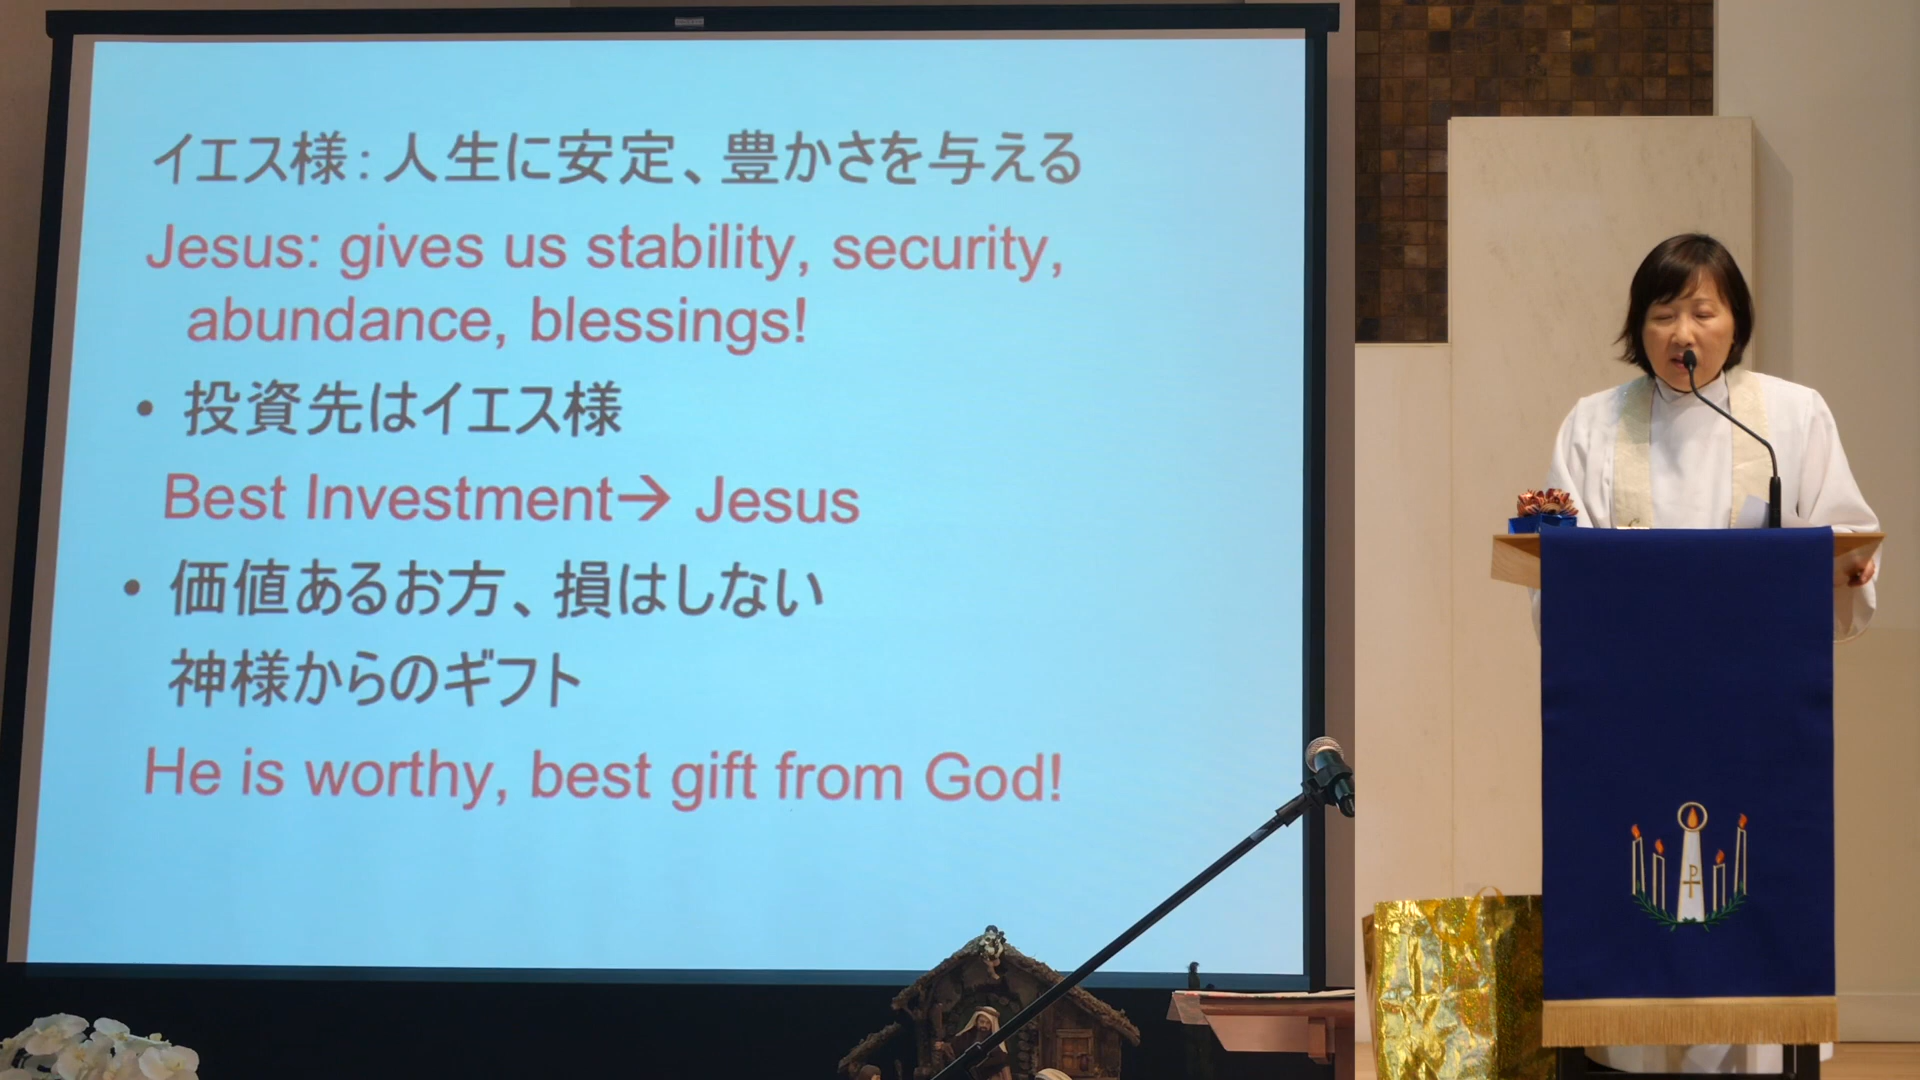 イエス様：人生に安定、豊かさを与える
Jesus: gives us stability, security,
abundance, blessings!
• 投資先はイエス様
Best Investment→ Jesus
• 価値あるお方、損はしない
神様からのギフト
He is worthy, best gift from God!